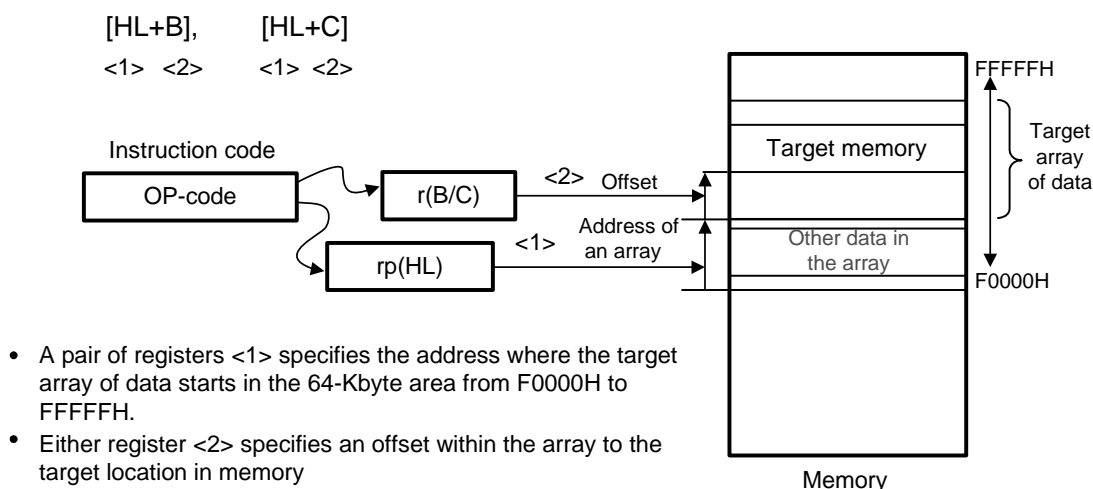 [HL+B], [HL+C]
<1> <2> <1> <2>
Instruction code
OP-code
r(B/C)
rp(HL)
<2> Offset
<1>
Address of
an array
Target memory
Other data in
the array
FFFFFH
Target
array
of data
F0000H
Memory
• A pair of registers <1> specifies the address where the target
array of data starts in the 64-Kbyte area from F0000H to
FFFFFH.
• Either register <2> specifies an offset within the array to the
target location in memory